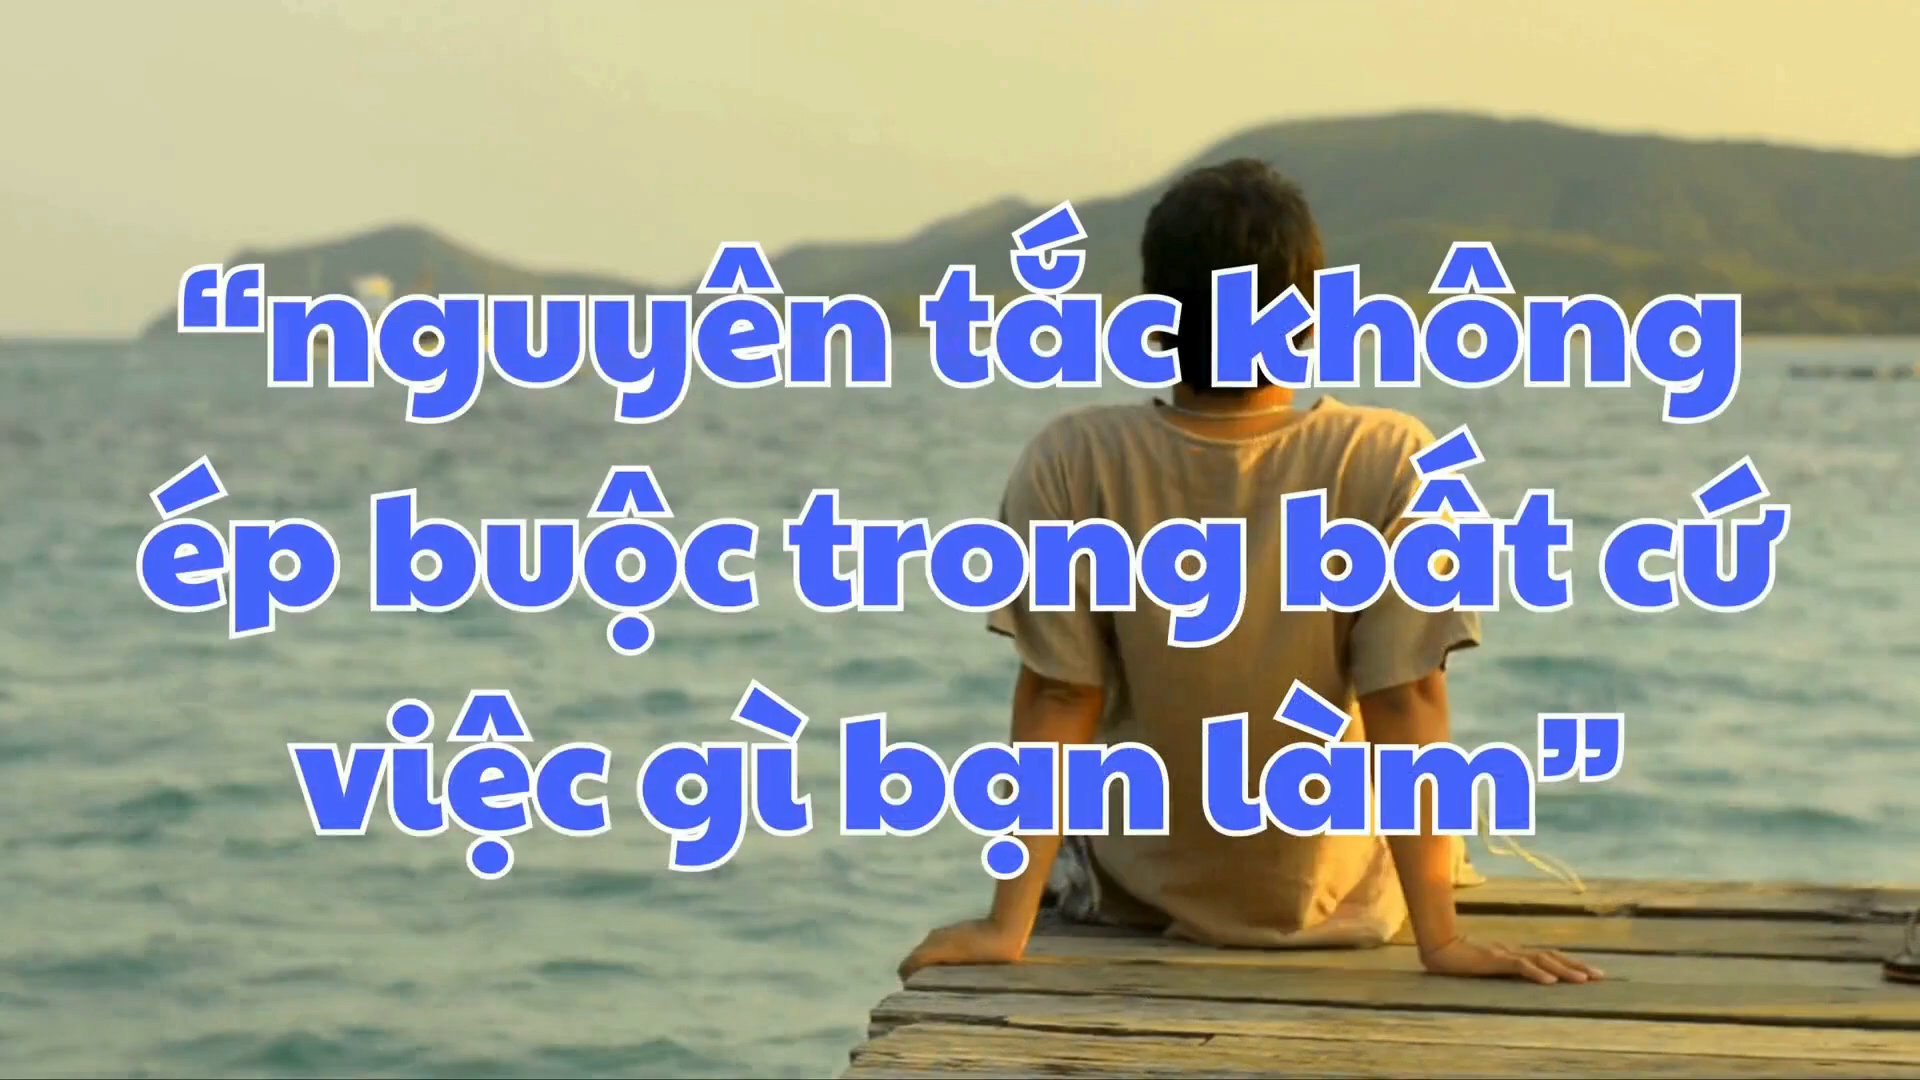 “nguyên tắc không
ép buộc trong bất cứ
việc gì bạn làm”